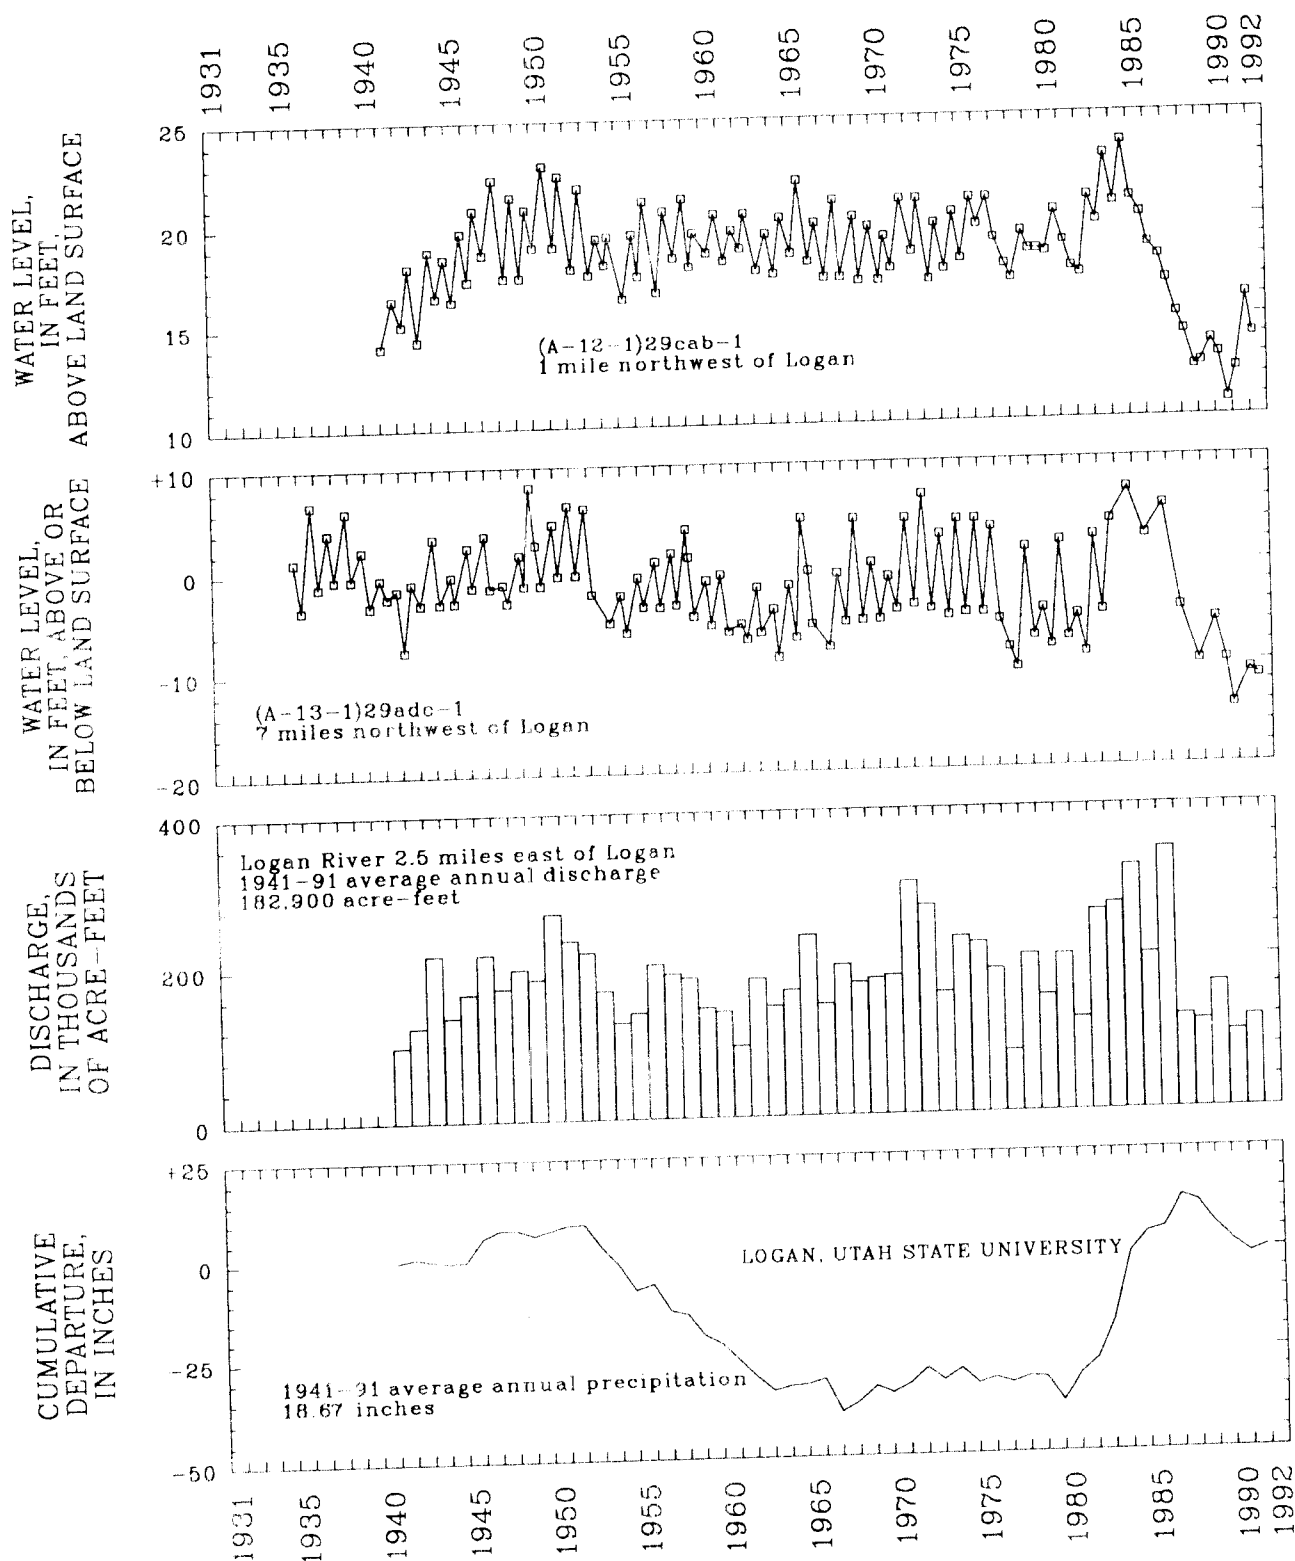 1931 1935 1940 1945 1950 1955 1960 1965 1970 1975 1980 1985 1990 1992
WATER LEVEL,
IN FEET,
ABOVE LAND SURFACE
25
20
15
10
(A-12-1)29cab-1
1 mile northwest of Logan
WATER LEVEL,
IN FEET, ABOVE OR
BELOW LAND SURFACE
+10
0
-10
-20
(A-13-1)29adc-1
7 miles northwest of Logan
DISCHARGE,
IN THOUSANDS
OF ACRE-FEET
400
200
0
Logan River 2.5 miles east of Logan
1941-91 average annual discharge
182,900 acre-feet
CUMULATIVE
DEPARTURE,
IN INCHES
+25
0
-25
-50
LOGAN, UTAH STATE UNIVERSITY
1941-91 average annual precipitation
18.67 inches
1931 1935 1940 1945 1950 1955 1960 1965 1970 1975 1980 1985 1990 1992